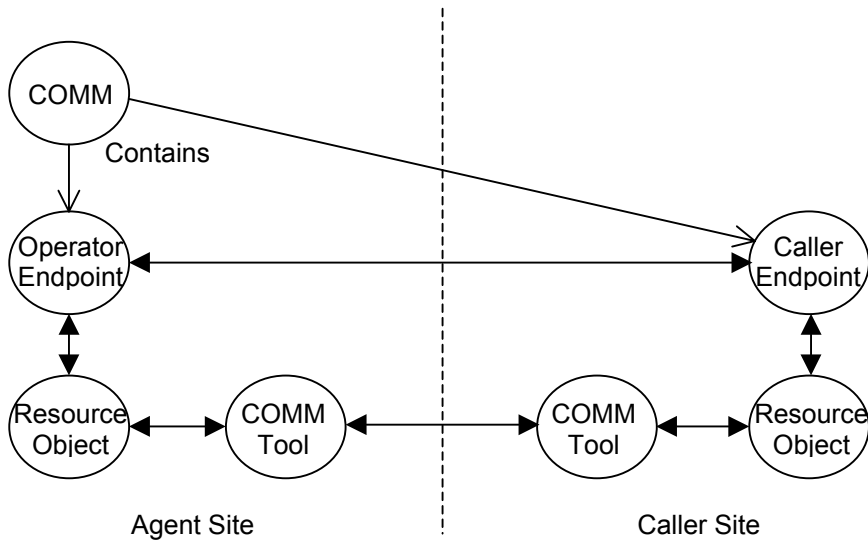 COMM
Contains
Operator
Endpoint
Caller
Endpoint
Resource
Object
COMM
Tool
COMM
Tool
Resource
Object
Agent Site
Caller Site